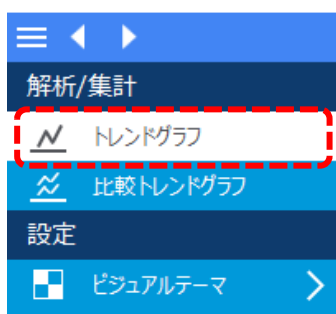 解析/集計
トレンドグラフ
比較トレンドグラフ
設定
ビジュアルテーマ